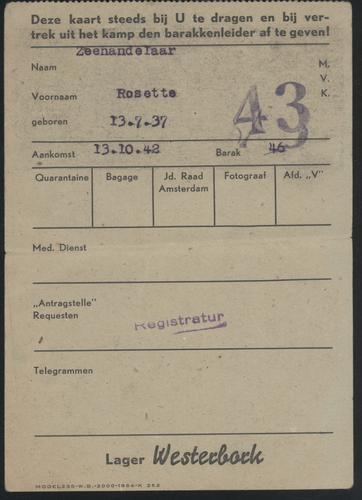 Deze kaart steeds bij U te dragen en bij ver-
trek uit het kamp den barakkenleider af te geven!
Zeehandelaar
Naam M.
V.
Voornaam Rosette K.
geboren 13.7.37 43
Aankomst 13.10.42 Barak 46
Quarantaine Bagage Jd. Raad Amsterdam Fotograaf Afd. „V"
Med. Dienst
„Antragstelle"
Requesten
Registratur
Telegrammen
Lager Westerbork